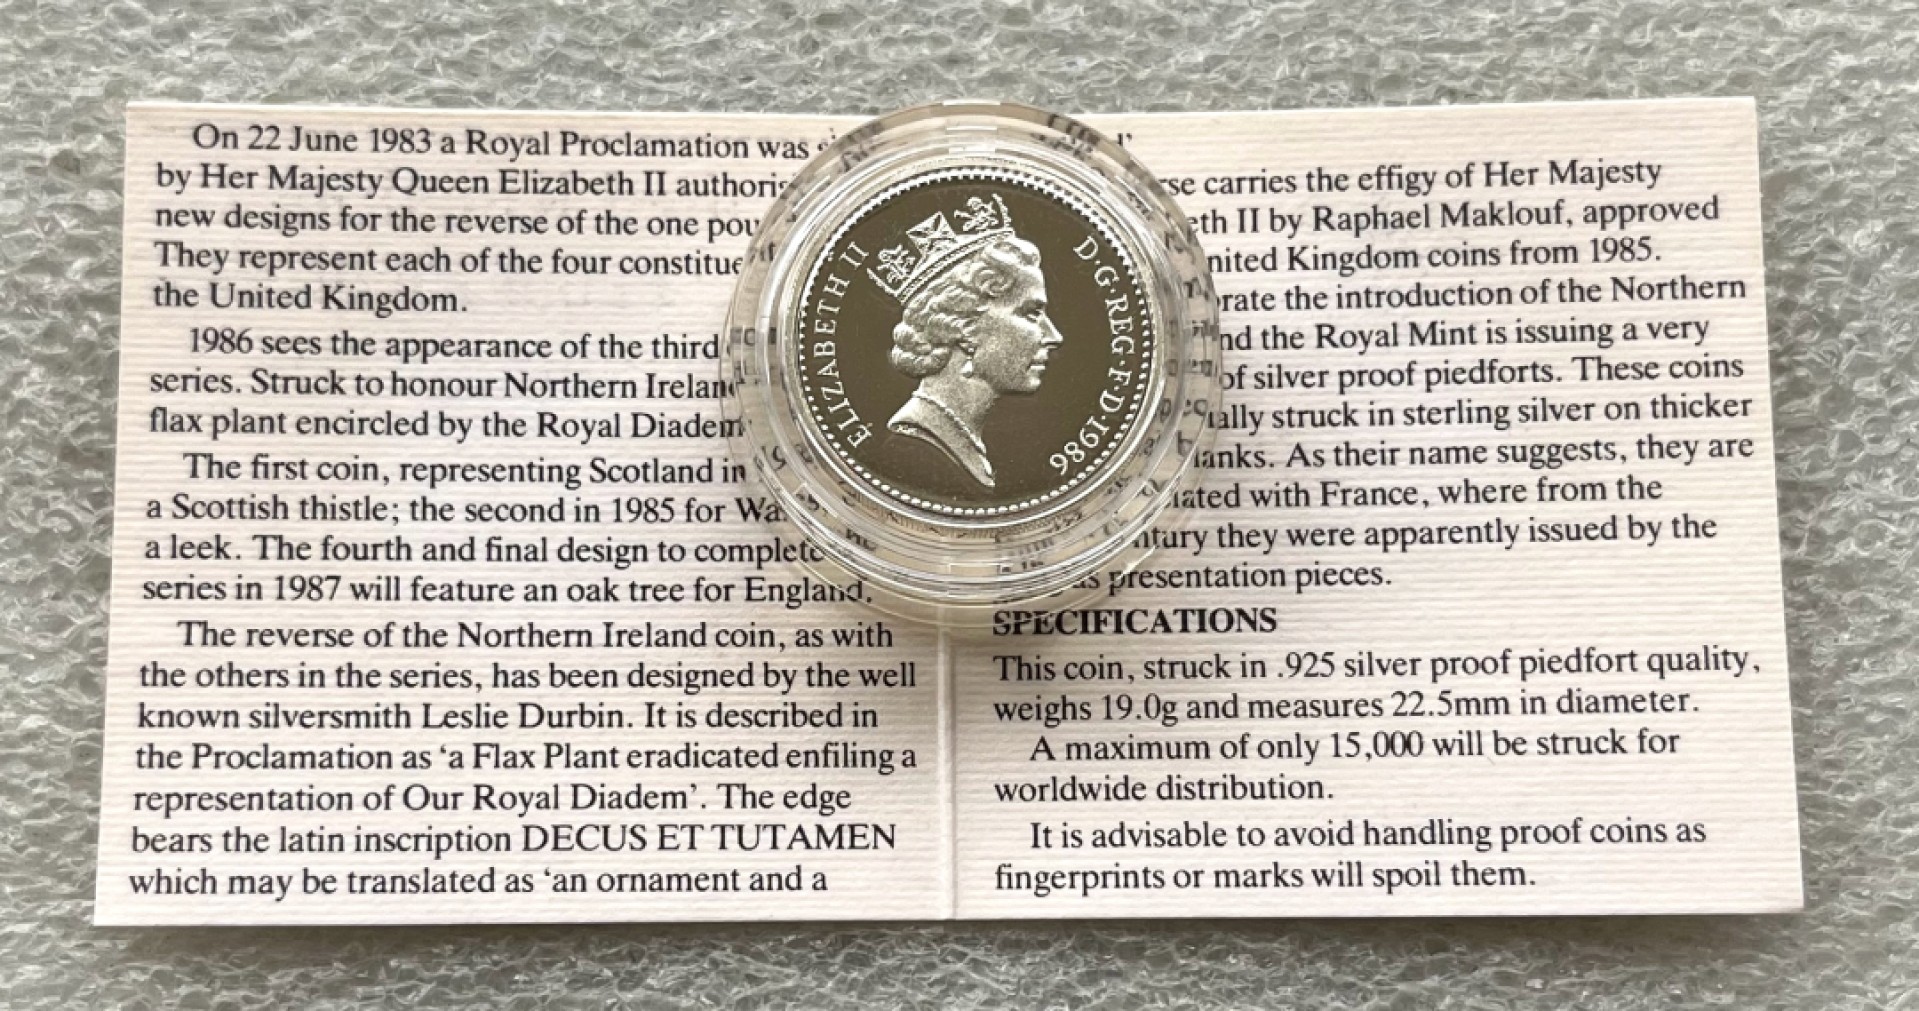 On 22 June 1983 a Royal Proclamation was
by Her Majesty Queen Elizabeth II
new designs for the reverse of the one
They represent each of the four
the United Kingdom.
1986 sees the appearance of the third
series. Struck to honour Northern
flax plant encircled by the Royal
The first coin, representing Scotland in
a Scottish thistle; the second in 1985 for
a leek. The fourth and final design to complete
series in 1987 will feature an oak tree for England.
The reverse of the Northern Ireland coin, as with
the others in the series, has been designed by the well
known silversmith Leslie Durbin. It is described in
the Proclamation as ‘a Flax Plant eradicated enfiling a
representation of Our Royal Diadem’. The edge
bears the latin inscription DECUS ET TUTAMEN
which may be translated as ‘an ornament and a
ELIZABETH II
D·G·REG·F·D·1986
carries the effigy of Her Majesty
II by Raphael Maklouf, approved
Kingdom coins from 1985.
the introduction of the Northern
the Royal Mint is issuing a very
of silver proof piedforts. These coins
struck in sterling silver on thicker
As their name suggests, they are
with France, where from the
they were apparently issued by the
presentation pieces.
SPECIFICATIONS
This coin, struck in .925 silver proof piedfort quality,
weighs 19.0g and measures 22.5mm in diameter.
A maximum of only 15,000 will be struck for
worldwide distribution.
It is advisable to avoid handling proof coins as
fingerprints or marks will spoil them.